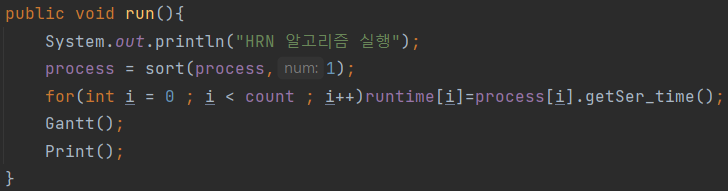 public void run(){
System.out.println("HRN 알고리즘 실행");
process = sort(process, num: 1);
for(int i = 0 ; i < count ; i++)runtime[i]=process[i].getSer_time();
Gantt();
Print();
}